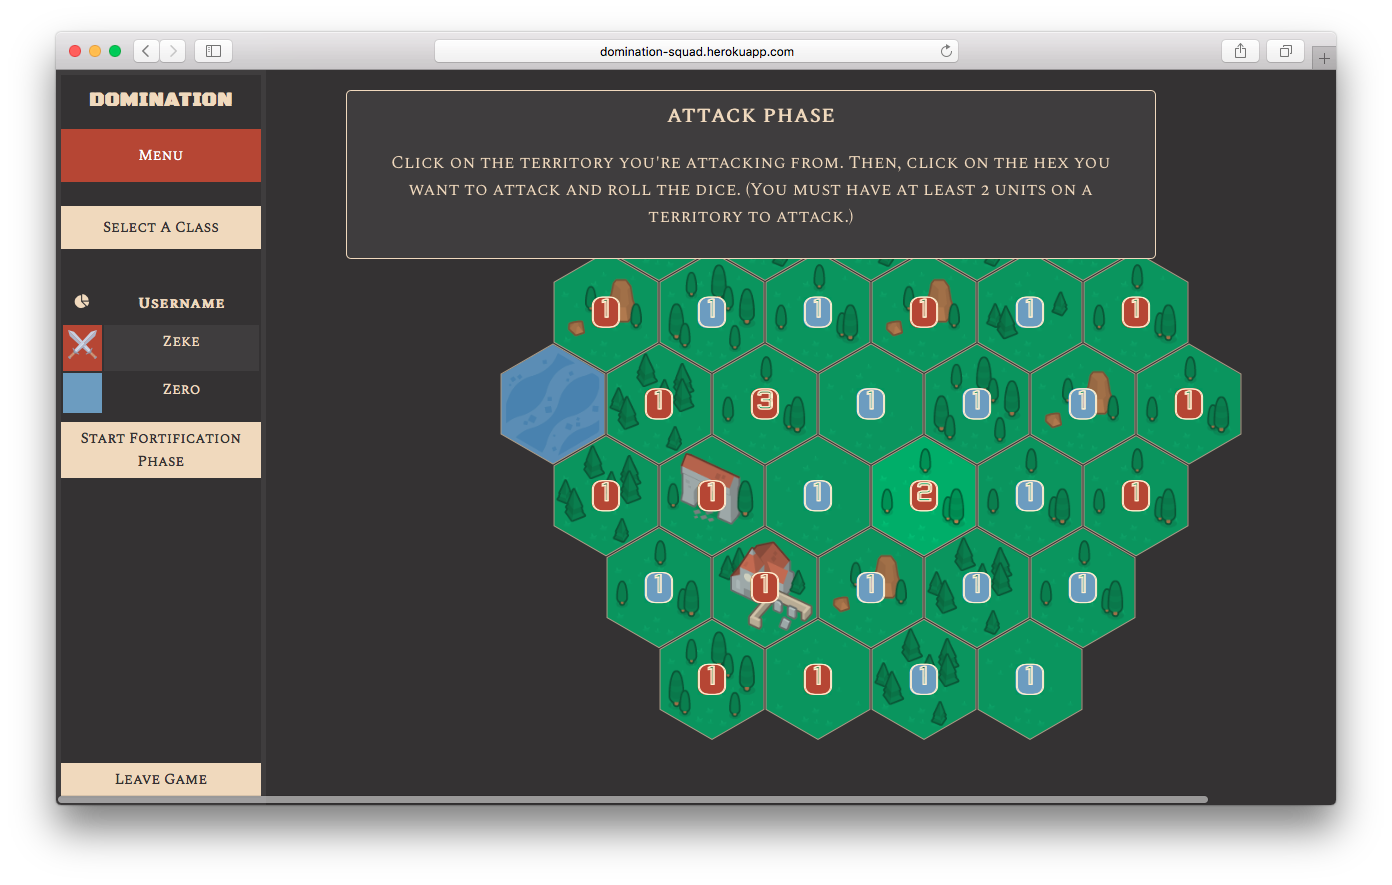 domination-squad.herokuapp.com
DOMINATION
Menu
Select A Class
Username
Zeke
Zero
Start Fortification
Phase
Leave Game
ATTACK PHASE
Click on the territory you're attacking from. Then, click on the hex you
want to attack and roll the dice. (You must have at least 2 units on a
territory to attack.)
1 1 1 1 1 1
1 3 1 1 1 1
1 1 1 2 1 1
1 1 1 1 1
1 1 1 1